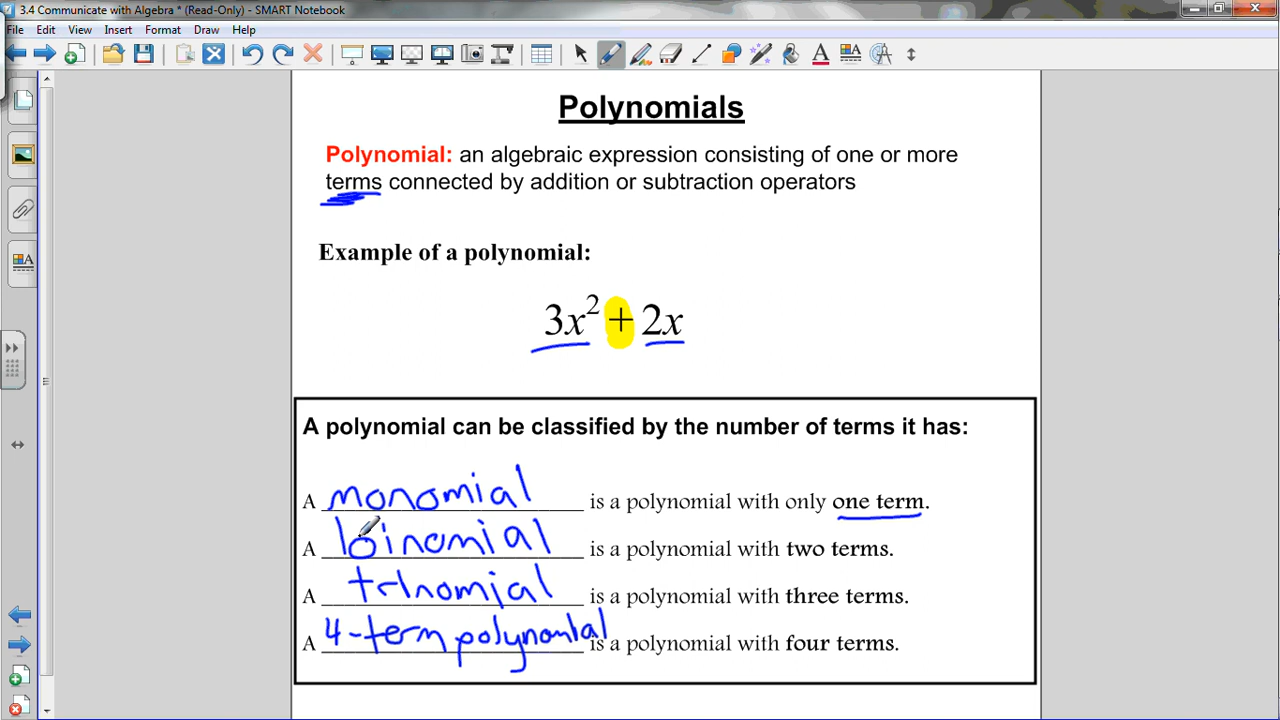 3.4 Communicate with Algebra * (Read-Only) - SMART Notebook
File Edit View Insert Format Draw Help
Polynomials
Polynomial: an algebraic expression consisting of one or more
terms connected by addition or subtraction operators
Example of a polynomial:
3x² + 2x
A polynomial can be classified by the number of terms it has:
A monomial is a polynomial with only one term.
A binomial is a polynomial with two terms.
A trinomial is a polynomial with three terms.
A 4-term polynomial is a polynomial with four terms.